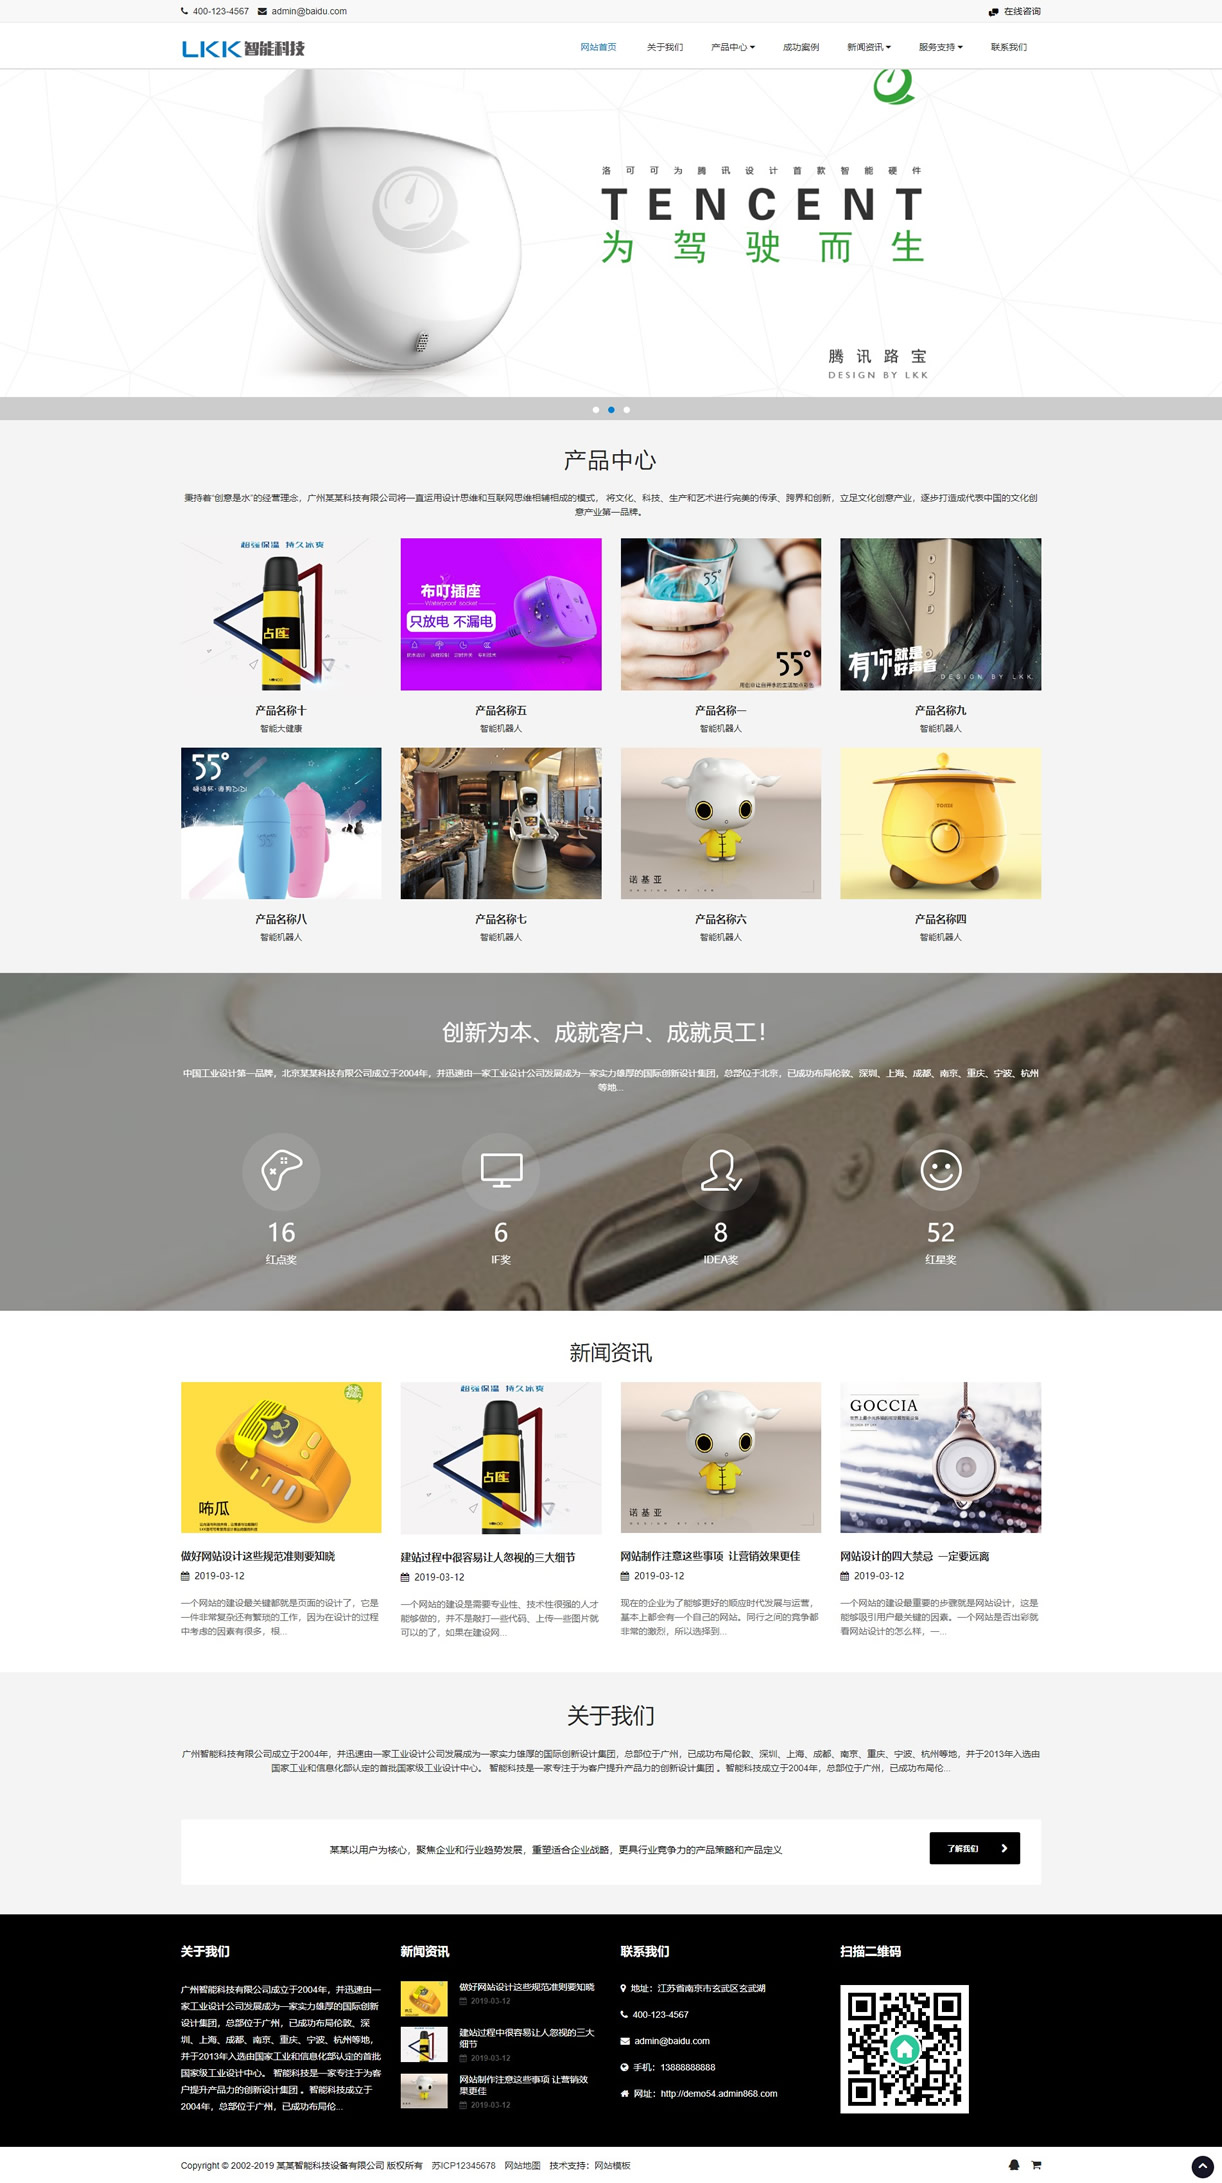 400-123-4567 admin@baidu.com 在线咨询
LKK智能科技 网站首页 关于我们 产品中心 成功案例 新闻资讯 服务支持 联系我们
洛可可为腾讯设计首款智能硬件
TENCENT
为驾驶而生
腾讯路宝
DESIGN BY LKK
产品中心
秉持着“创意是水”的经营理念，广州某某科技有限公司将一直运用设计思维和互联网思维相辅相成的模式， 将文化、科技、生产和艺术进行完美的传承、跨界和创新，立足文化创意产业，逐步打造成代表中国的文化创
意产业第一品牌。
超强保温 持久冰爽
占座
布叮插座
Waterproof socket
只放电 不漏电
55°
55°
有你就是好声音
DESIGN BY LKK
产品名称十 产品名称五 产品名称一 产品名称九
智能大健康 智能机器人 智能机器人 智能机器人
55°
诺基亚
DESIGN BY LKK
产品名称八 产品名称七 产品名称六 产品名称四
智能机器人 智能机器人 智能机器人 智能机器人
创新为本、成就客户、成就员工！
中国工业设计第一品牌，北京某某科技有限公司成立于2004年，并迅速由一家工业设计公司发展成为一家实力雄厚的国际创新设计集团，总部位于北京，已成功布局伦敦、深圳、上海、成都、南京、重庆、宁波、杭州
等地...
16 6 8 52
红点奖 IF奖 IDEA奖 红星奖
新闻资讯
咘瓜
超强保温 持久冰爽
占座
诺基亚
DESIGN BY LKK
GOCCIA
做好网站设计这些规范准则要知晓
2019-03-12
一个网站的建设最关键都就是页面的设计了，它是
一件非常复杂还有繁琐的工作，因为在设计的过程
中考虑的因素有很多，根...
建站过程中很容易让人忽视的三大细节
2019-03-12
一个网站的建设是需要专业性、技术性很强的人才
能够做的，并不是敲打一些代码、上传一些图片就
可以的了，如果在建设网...
网站制作注意这些事项 让营销效果更佳
2019-03-12
现在的企业为了能够更好的顺应时代发展与运营，
基本上都会有一个自己的网站。同行之间的竞争都
非常的激烈，所以选择到...
网站设计的四大禁忌 一定要远离
2019-03-12
一个网站的建设最重要的步骤就是网站设计，这是
能够吸引用户最关键的因素。一个网站是否出彩就
看网站设计的怎么样，一...
关于我们
广州智能科技有限公司成立于2004年，并迅速由一家工业设计公司发展成为一家实力雄厚的国际创新设计集团，总部位于广州，已成功布局伦敦、深圳、上海、成都、南京、重庆、宁波、杭州等地，并于2013年入选由
国家工业和信息化部认定的首批国家级工业设计中心。 智能科技是一家专注于为客户提升产品力的创新设计集团 。智能科技成立于2004年，总部位于广州，已成功布局伦...
某某以用户为核心，聚焦企业和行业趋势发展，重塑适合企业战略，更具行业竞争力的产品策略和产品定义
了解我们
关于我们
广州智能科技有限公司成立于2004年，并迅速由一
家工业设计公司发展成为一家实力雄厚的国际创新
设计集团，总部位于广州，已成功布局伦敦、深
圳、上海、成都、南京、重庆、宁波、杭州等地，
并于2013年入选由国家工业和信息化部认定的首批
国家级工业设计中心。 智能科技是一家专注于为客
户提升产品力的创新设计集团 。智能科技成立于
2004年，总部位于广州，已成功布局伦...
新闻资讯
做好网站设计这些规范准则要知晓
2019-03-12
建站过程中很容易让人忽视的三大
细节
2019-03-12
网站制作注意这些事项 让营销效
果更佳
2019-03-12
联系我们
地址：江苏省南京市玄武区玄武湖
400-123-4567
admin@baidu.com
手机：13888888888
网址：http://demo54.admin868.com
扫描二维码
Copyright © 2002-2019 某某智能科技设备有限公司 版权所有 苏ICP12345678 网站地图 技术支持：网站模板